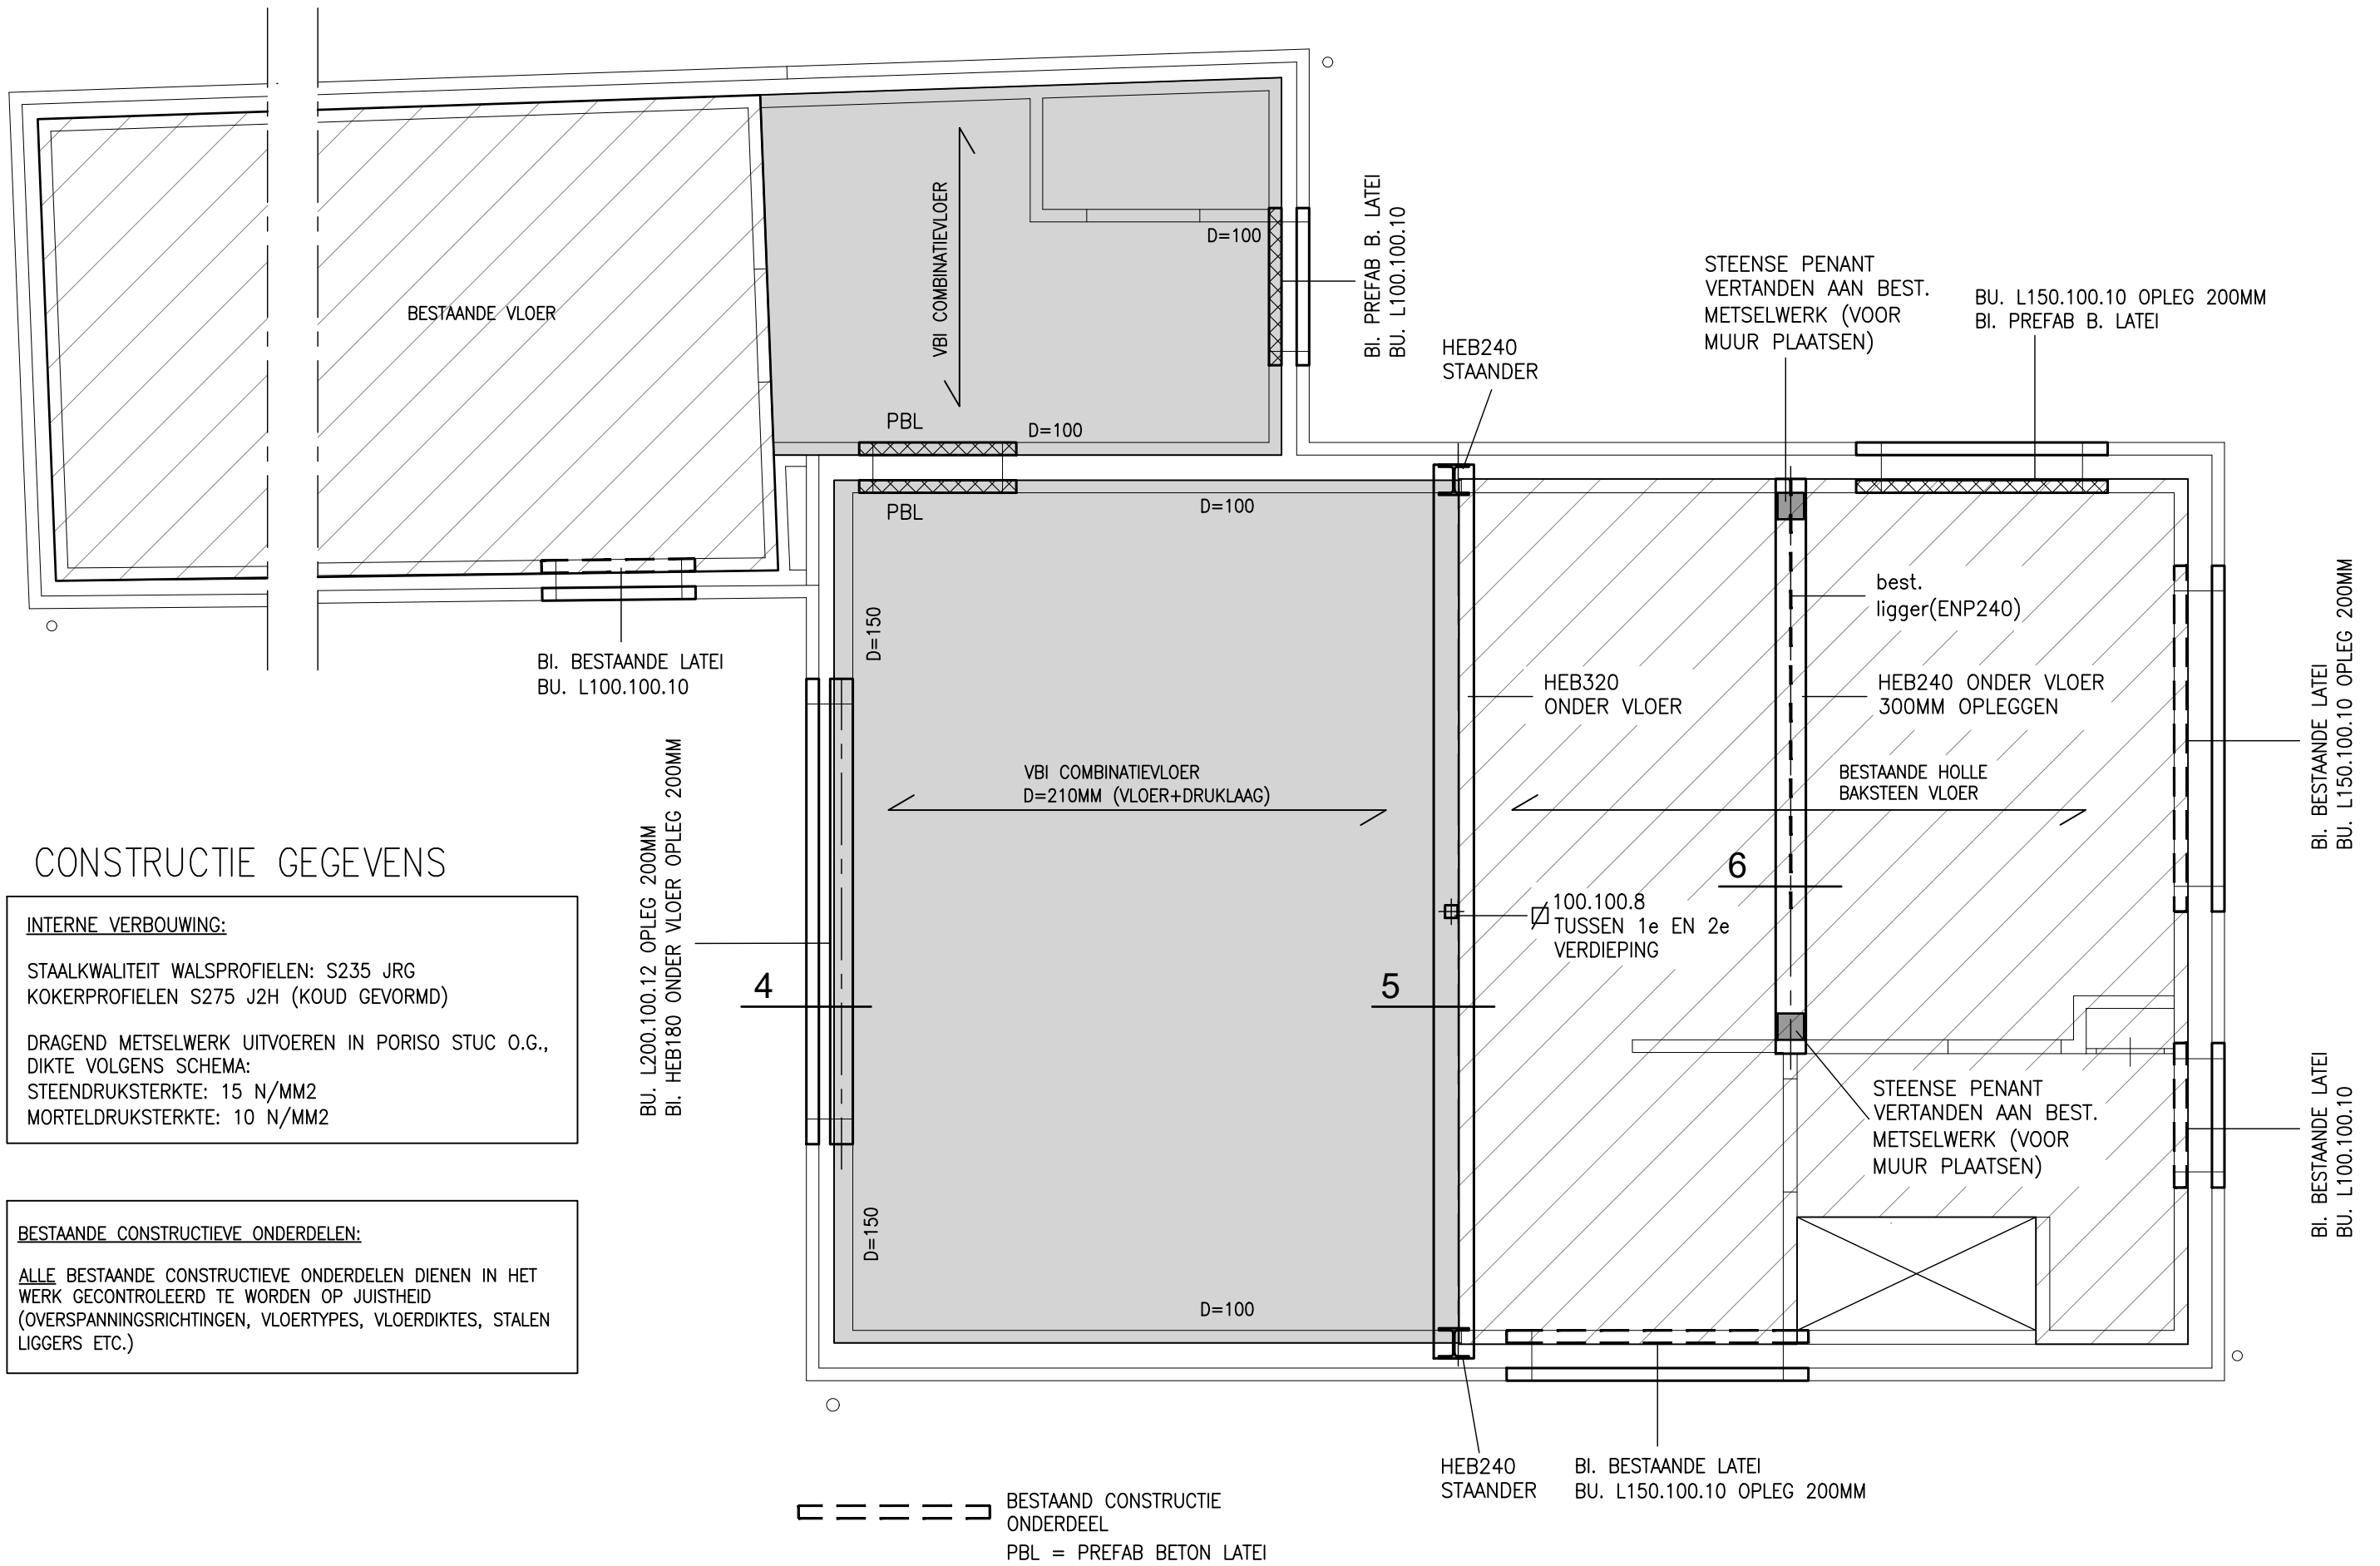 BESTAANDE VLOER
VBI COMBINATIEVLOER
D=100
BI. PREFAB B. LATEI
BU. L100.100.10
PBL
D=100
PBL
D=100
HEB240
STAANDER
STEENSE PENANT
VERTANDEN AAN BEST.
METSELWERK (VOOR
MUUR PLAATSEN)
BU. L150.100.10 OPLEG 200MM
BI. PREFAB B. LATEI
best.
ligger(ENP240)
BI. BESTAANDE LATEI
BU. L100.100.10
D=150
HEB320
ONDER VLOER
HEB240 ONDER VLOER
300MM OPLEGGEN
BI. BESTAANDE LATEI
BU. L150.100.10 OPLEG 200MM
VBI COMBINATIEVLOER
D=210MM (VLOER+DRUKLAAG)
BESTAANDE HOLLE
BAKSTEEN VLOER
BU. L200.100.12 OPLEG 200MM
BI. HEB180 ONDER VLOER OPLEG 200MM
4
5
6
100.100.8
TUSSEN 1e EN 2e
VERDIEPING
STEENSE PENANT
VERTANDEN AAN BEST.
METSELWERK (VOOR
MUUR PLAATSEN)
BI. BESTAANDE LATEI
BU. L100.100.10
D=150
D=100
CONSTRUCTIE GEGEVENS
INTERNE VERBOUWING:
STAALKWALITEIT WALSPROFIELEN: S235 JRG
KOKERPROFIELEN S275 J2H (KOUD GEVORMD)
DRAGEND METSELWERK UITVOEREN IN PORISO STUC O.G.,
DIKTE VOLGENS SCHEMA:
STEENDRUKSTERKTE: 15 N/MM2
MORTELDRUKSTERKTE: 10 N/MM2
BESTAANDE CONSTRUCTIEVE ONDERDELEN:
ALLE BESTAANDE CONSTRUCTIEVE ONDERDELEN DIENEN IN HET
WERK GECONTROLEERD TE WORDEN OP JUISTHEID
(OVERSPANNINGSRICHTINGEN, VLOERTYPES, VLOERDIKTES, STALEN
LIGGERS ETC.)
HEB240
STAANDER
BI. BESTAANDE LATEI
BU. L150.100.10 OPLEG 200MM
BESTAAND CONSTRUCTIE
ONDERDEEL
PBL = PREFAB BETON LATEI